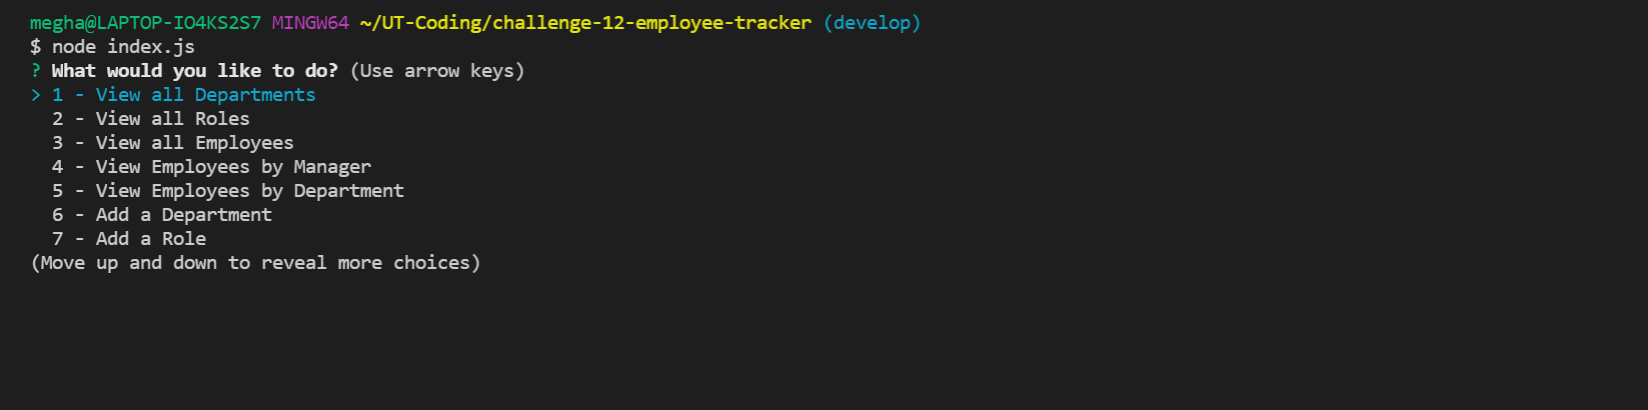 megha@LAPTOP-IO4KS2S7 MINGW64 ~/UT-Coding/challenge-12-employee-tracker (develop)
$ node index.js
? What would you like to do? (Use arrow keys)
> 1 - View all Departments
  2 - View all Roles
  3 - View all Employees
  4 - View Employees by Manager
  5 - View Employees by Department
  6 - Add a Department
  7 - Add a Role
(Move up and down to reveal more choices)